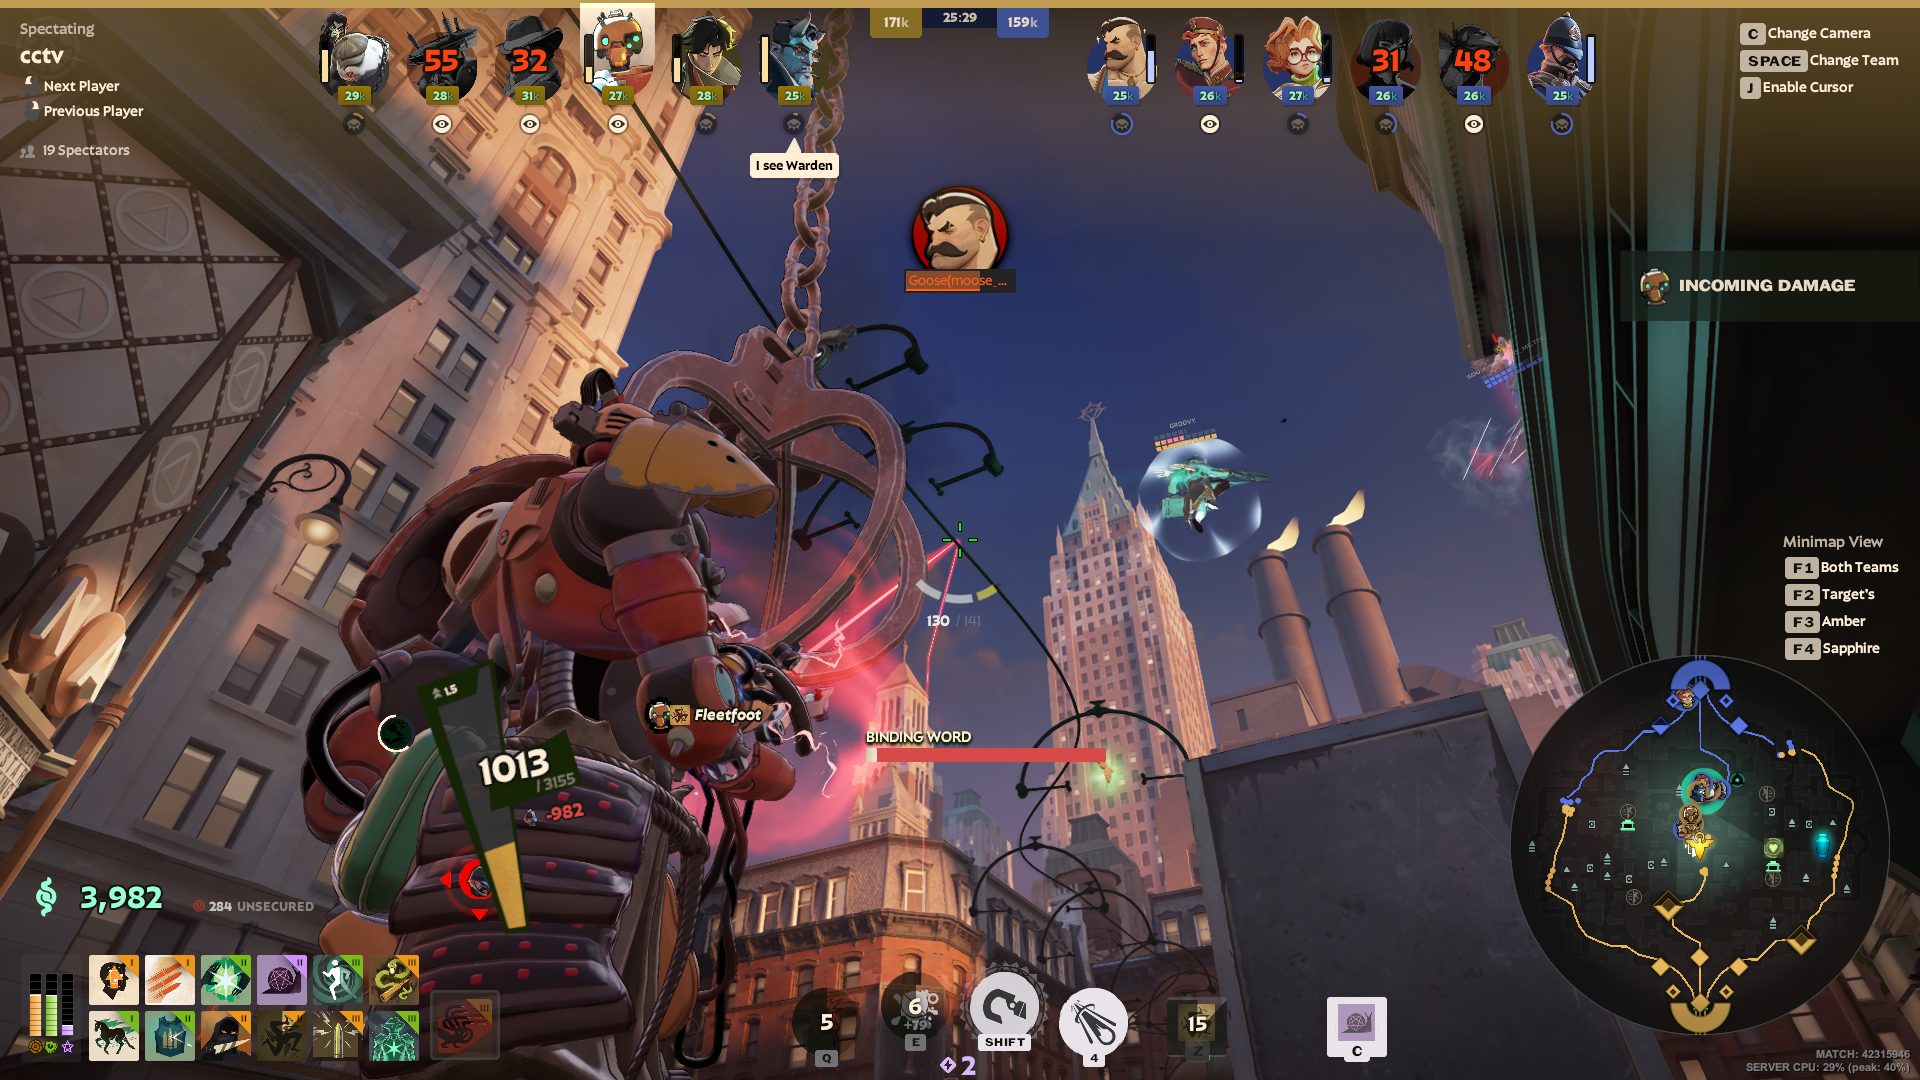 Spectating
cctv
Next Player
Previous Player
19 Spectators
55
32
29k
28k
31k
27k
28k
25k
I see Warden
171k
25:29
159k
31
48
25k
26k
27k
26k
26k
25k
C Change Camera
SPACE Change Team
J Enable Cursor
Goose(moose_...
INCOMING DAMAGE
GROOVY
130 / 141
Minimap View
F1 Both Teams
F2 Target's
F3 Amber
F4 Sapphire
1.5
Fleetfoot
BINDING WORD
1013
/ 3155
-982
3,982
284 UNSECURED
5
Q
6
+79
E
SHIFT
4
15
Z
C
2
MATCH: 42315946
SERVER CPU: 29% (peak: 40%)